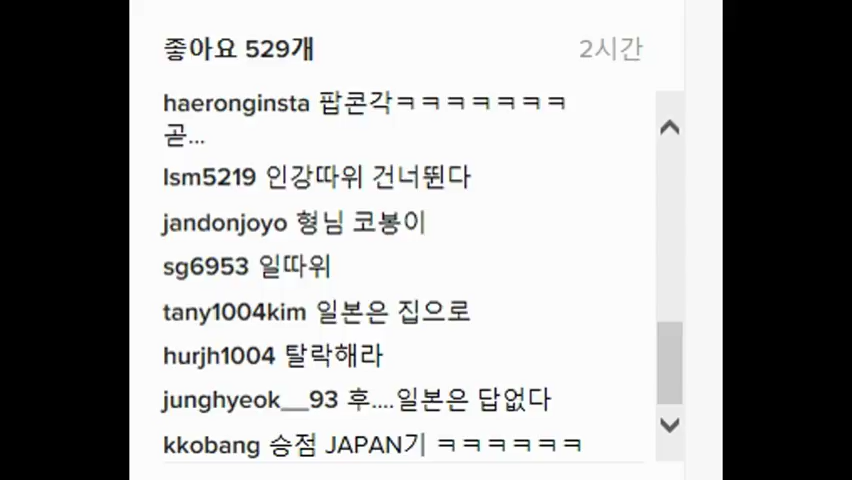 좋아요 529개 2시간
haeronginsta 팝콘각ㅋㅋㅋㅋㅋㅋㅋ
곧...
lsm5219 인강따위 건너뛴다
jandonjoyo 형님 코봉이
sg6953 일따위
tany1004kim 일본은 집으로
hurjh1004 탈락해라
junghyeok__93 후....일본은 답없다
kkobang 승점 JAPAN기 ㅋㅋㅋㅋㅋㅋ